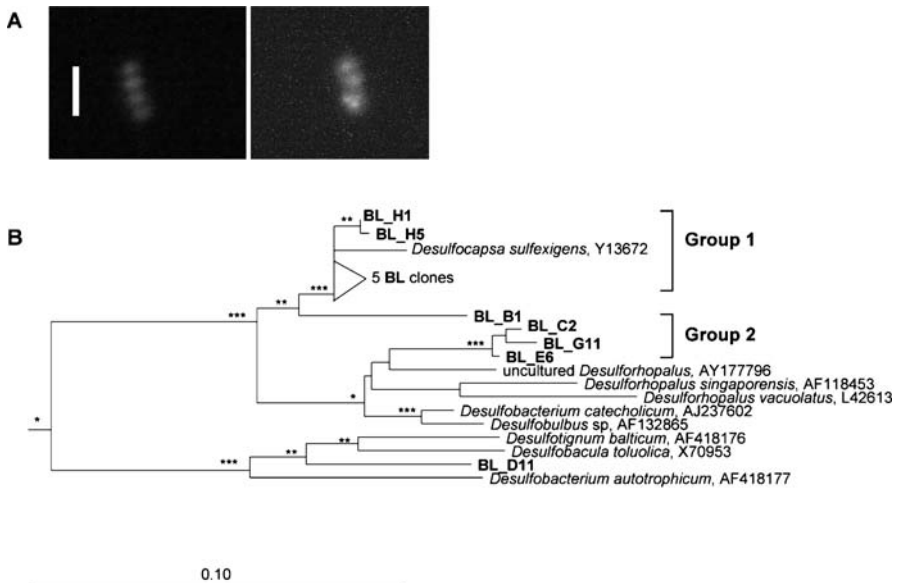 A
B
BL_H1
BL_H5
Desulfocapsa sulfexigens, Y13672
5 BL clones
Group 1
BL_B1
BL_C2
BL_G11
BL_E6
Group 2
uncultured Desulforhopalus, AY177796
Desulforhopalus singaporensis, AF118453
Desulforhopalus vacuolatus, L42613
Desulfobacterium catecholicum, AJ237602
Desulfobulbus sp, AF132865
Desulfotignum balticum, AF418176
Desulfobacula toluolica, X70953
BL_D11
Desulfobacterium autotrophicum, AF418177
***
**
***
**
***
*
***
*
***
**
**
0.10